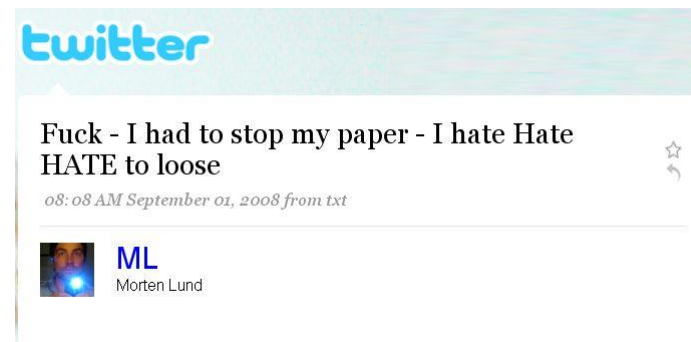 twitter
Fuck - I had to stop my paper - I hate Hate
HATE to loose
08:08 AM September 01, 2008 from txt
ML
Morten Lund